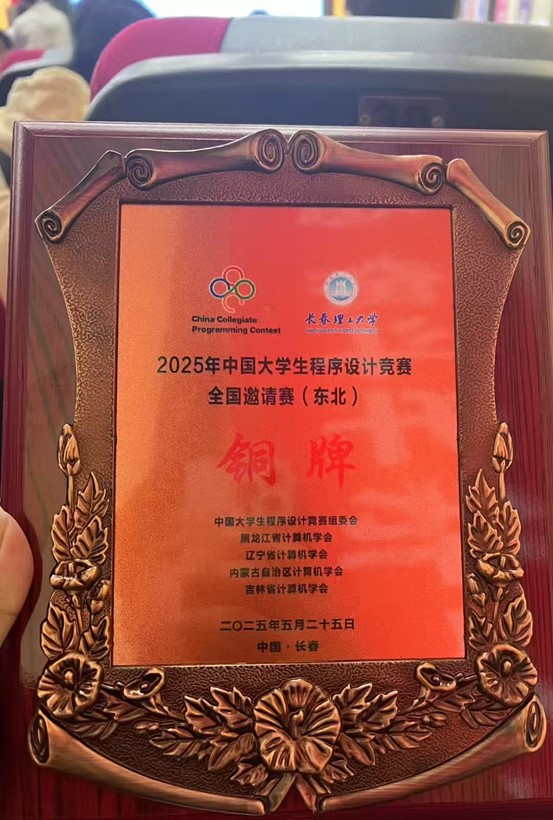 China Collegiate
Programming Contest
长春理工大学
2025年中国大学生程序设计竞赛
全国邀请赛（东北）
铜牌
中国大学生程序设计竞赛组委会
黑龙江省计算机学会
辽宁省计算机学会
内蒙古自治区计算机学会
吉林省计算机学会
二〇二五年五月二十五日
中国·长春